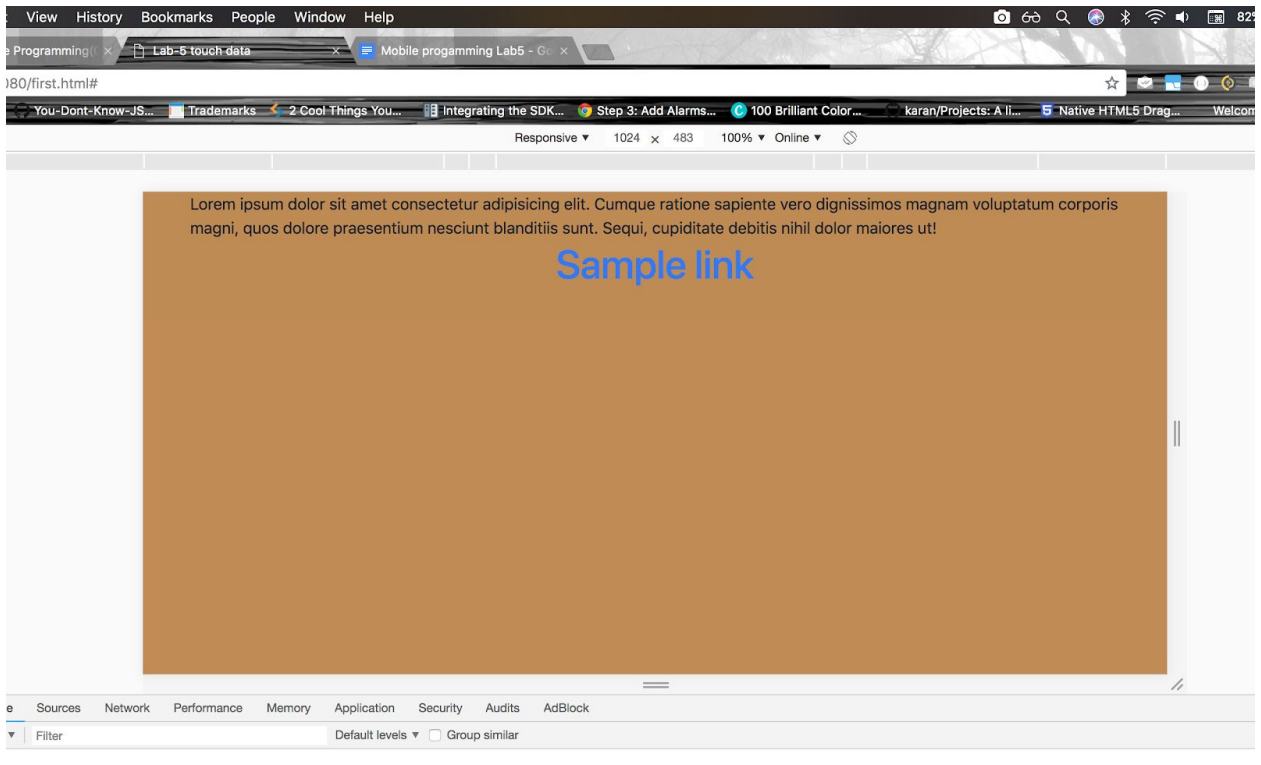 View History Bookmarks People Window Help 82%
Programming( × Lab-5 touch data × Mobile progamming Lab5 - Go ×
080/first.html#
You-Dont-Know-JS... Trademarks 2 Cool Things You... Integrating the SDK... Step 3: Add Alarms... 100 Brilliant Color... karan/Projects: A li... Native HTML5 Drag... Welcom
Responsive ▼ 1024 × 483 100% ▼ Online ▼
Lorem ipsum dolor sit amet consectetur adipisicing elit. Cumque ratione sapiente vero dignissimos magnam voluptatum corporis
magni, quos dolore praesentium nesciunt blanditiis sunt. Sequi, cupiditate debitis nihil dolor maiores ut!
Sample link
e Sources Network Performance Memory Application Security Audits AdBlock
▼ Filter Default levels ▼ Group similar